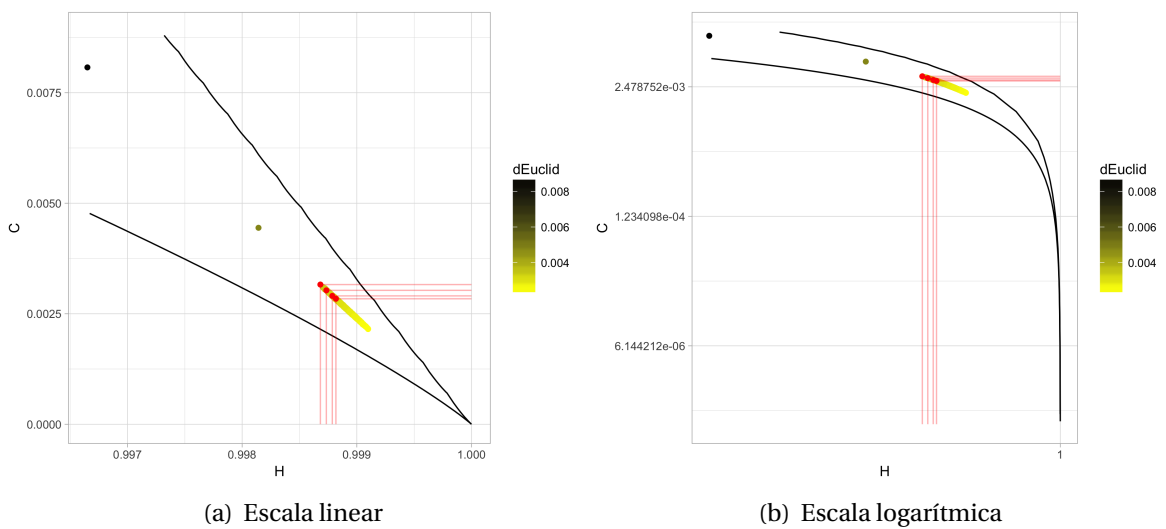 0.0075
0.0050
0.0025
0.0000
C
0.997
0.998
0.999
1.000
H
dEuclid
0.008
0.006
0.004
(a) Escala linear
2.478752e-03
1.234098e-04
6.144212e-06
C
1
H
dEuclid
0.008
0.006
0.004
(b) Escala logarítmica